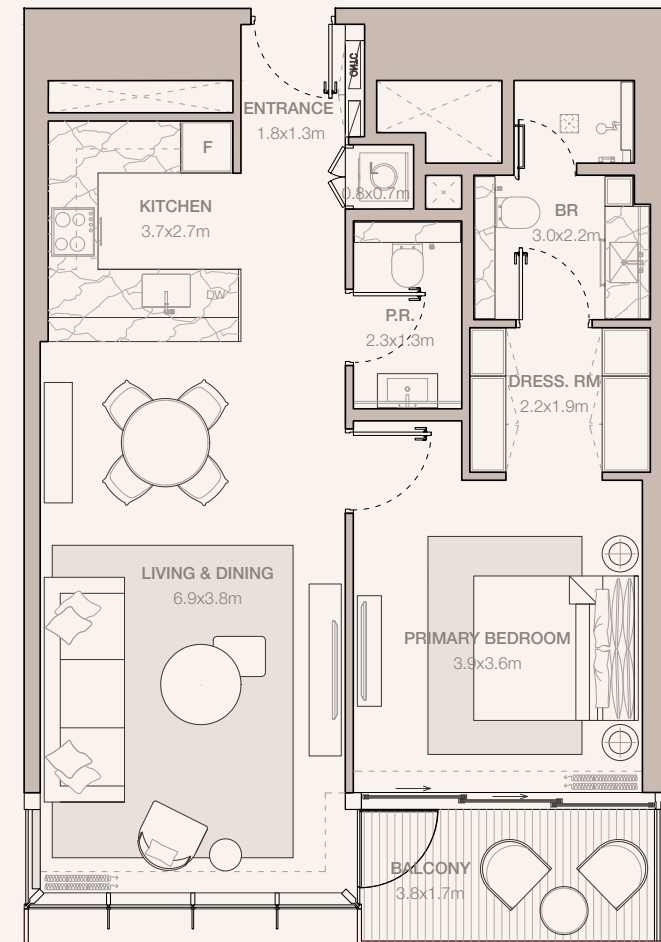 ENTRANCE
1.8x1.3m
F
KITCHEN
3.7x2.7m
DW
L
0.8x0.7m
BR
3.0x2.2m
P.R.
2.3x1.3m
DRESS. RM
2.2x1.9m
LIVING & DINING
6.9x3.8m
PRIMARY BEDROOM
3.9x3.6m
BALCONY
3.8x1.7m